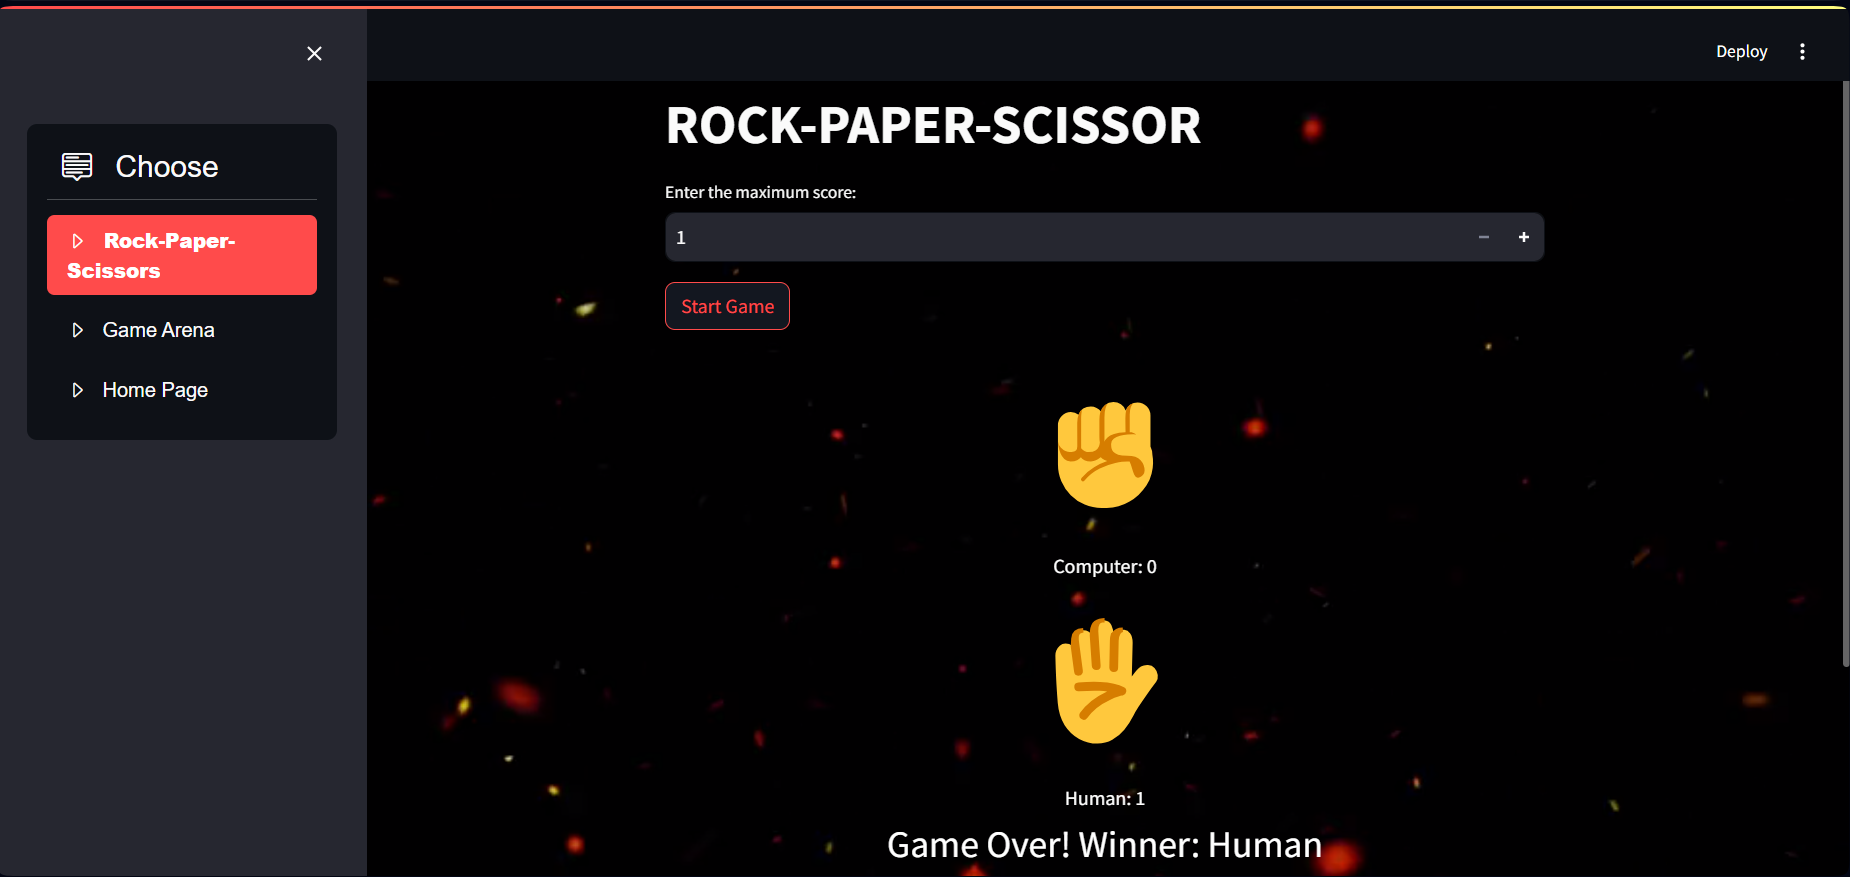 Deploy
Choose
Rock-Paper-
Scissors
Game Arena
Home Page
ROCK-PAPER-SCISSOR
Enter the maximum score:
1
Start Game
Computer: 0
Human: 1
Game Over! Winner: Human